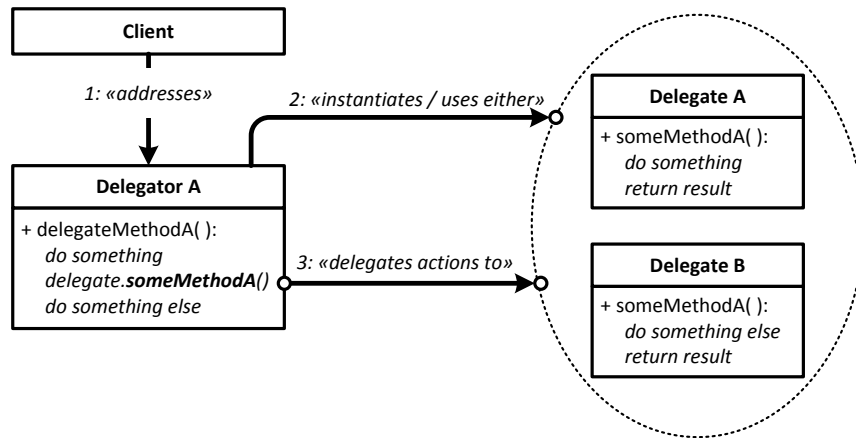 Client
1: «addresses»
2: «instantiates / uses either»
Delegator A
+ delegateMethodA( ):
do something
delegate.someMethodA()
do something else
3: «delegates actions to»
Delegate A
+ someMethodA( ):
do something
return result
Delegate B
+ someMethodA( ):
do something else
return result